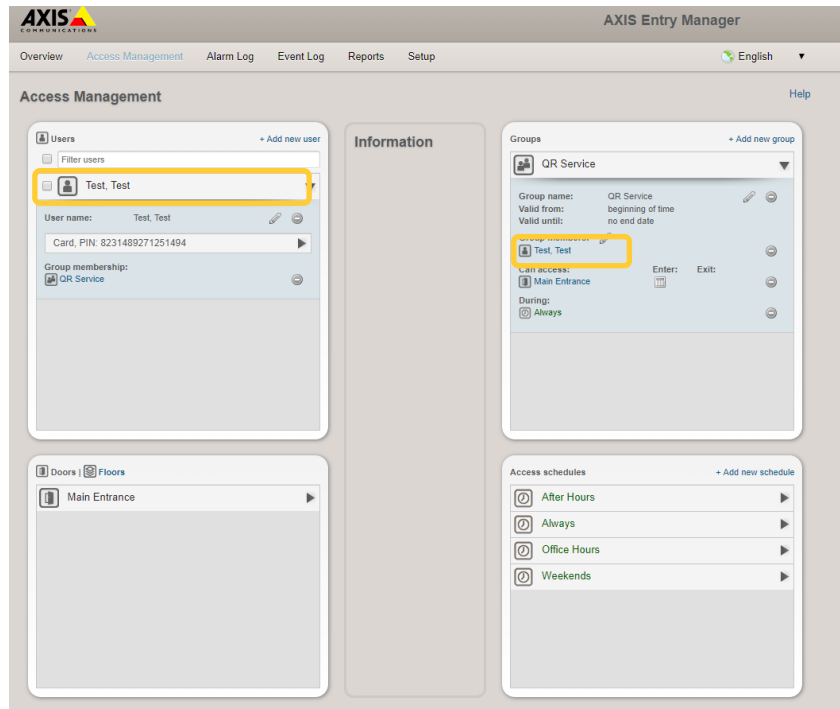 AXIS
COMMUNICATIONS
AXIS Entry Manager
Overview Access Management Alarm Log Event Log Reports Setup English
Access Management
Help
Users + Add new user
Filter users
Test, Test
User name: Test, Test
Card, PIN: 8231489271251494
Group membership:
QR Service
Information
Groups + Add new group
QR Service
Group name: QR Service
Valid from: beginning of time
Valid until: no end date
Group members:
Test, Test
Can access: Enter: Exit:
Main Entrance
During:
Always
Doors | Floors
Main Entrance
Access schedules + Add new schedule
After Hours
Always
Office Hours
Weekends